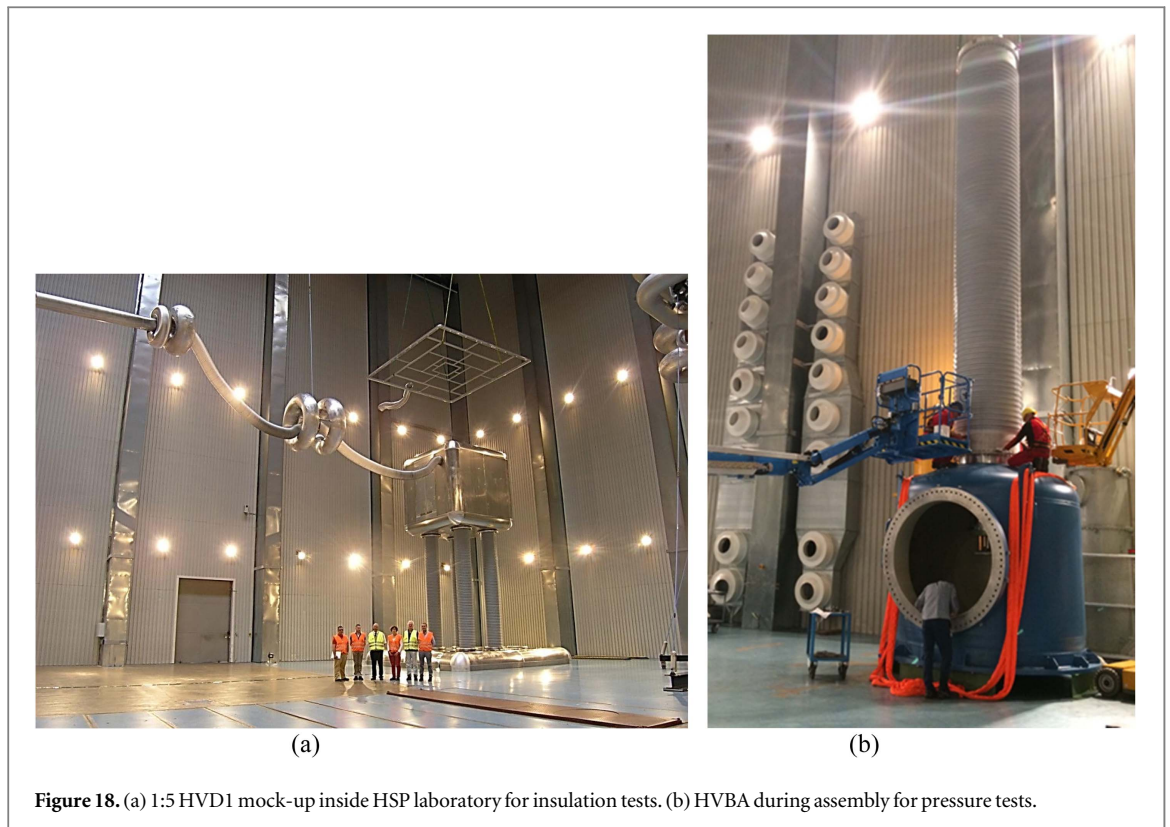 (a)
(b)
Figure 18. (a) 1:5 HVD1 mock-up inside HSP laboratory for insulation tests. (b) HVBA during assembly for pressure tests.